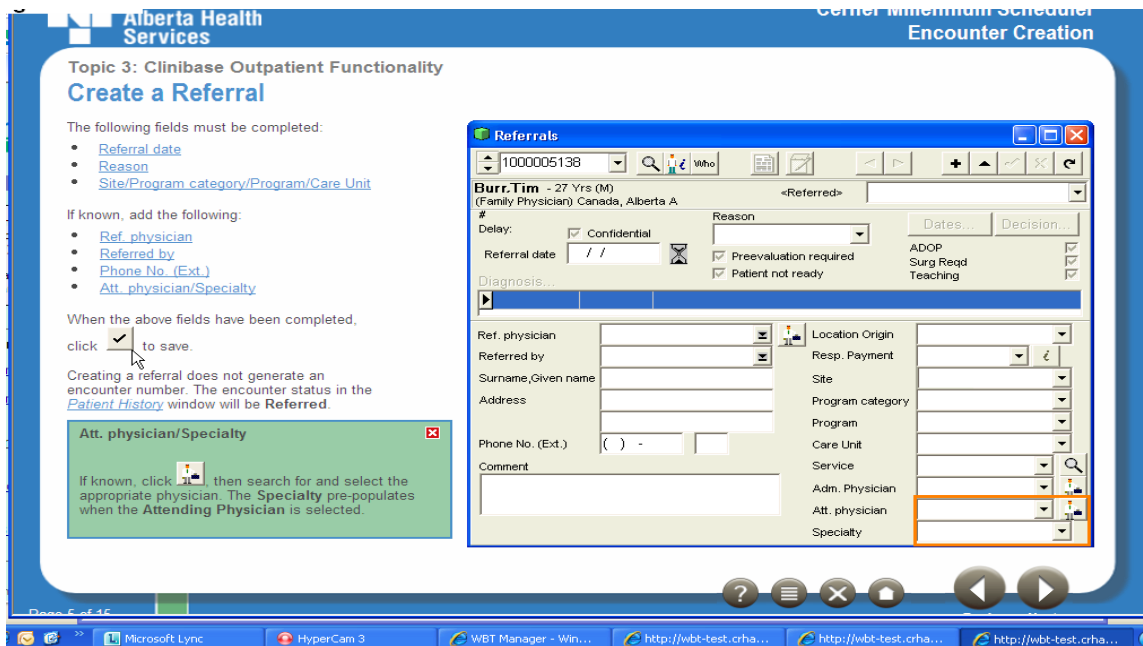 Alberta Health
Services
Cerner Millennium Scheduler
Encounter Creation
Topic 3: Clinibase Outpatient Functionality
Create a Referral
The following fields must be completed:
• Referral date
• Reason
• Site/Program category/Program/Care Unit
If known, add the following:
• Ref. physician
• Referred by
• Phone No. (Ext.)
• Att. physician/Specialty
When the above fields have been completed,
click to save.
Creating a referral does not generate an
encounter number. The encounter status in the
Patient History window will be Referred.
Att. physician/Specialty
If known, click , then search for and select the
appropriate physician. The Specialty pre-populates
when the Attending Physician is selected.
Referrals
1000005138
Who
Burr,Tim - 27 Yrs (M)
(Family Physician) Canada, Alberta A
<Referred>
#
Delay:
Confidential
Reason
Dates...
Decision...
Referral date / /
Preevaluation required
Patient not ready
ADOP
Surg Reqd
Teaching
Diagnosis...
Ref. physician
Referred by
Surname,Given name
Address
Phone No. (Ext.) ( ) -
Comment
Location Origin
Resp. Payment
Site
Program category
Program
Care Unit
Service
Adm. Physician
Att. physician
Specialty
Page 5 of 15
Microsoft Lync
HyperCam 3
WBT Manager - Win...
http://wbt-test.crha...
http://wbt-test.crha...
http://wbt-test.crha...